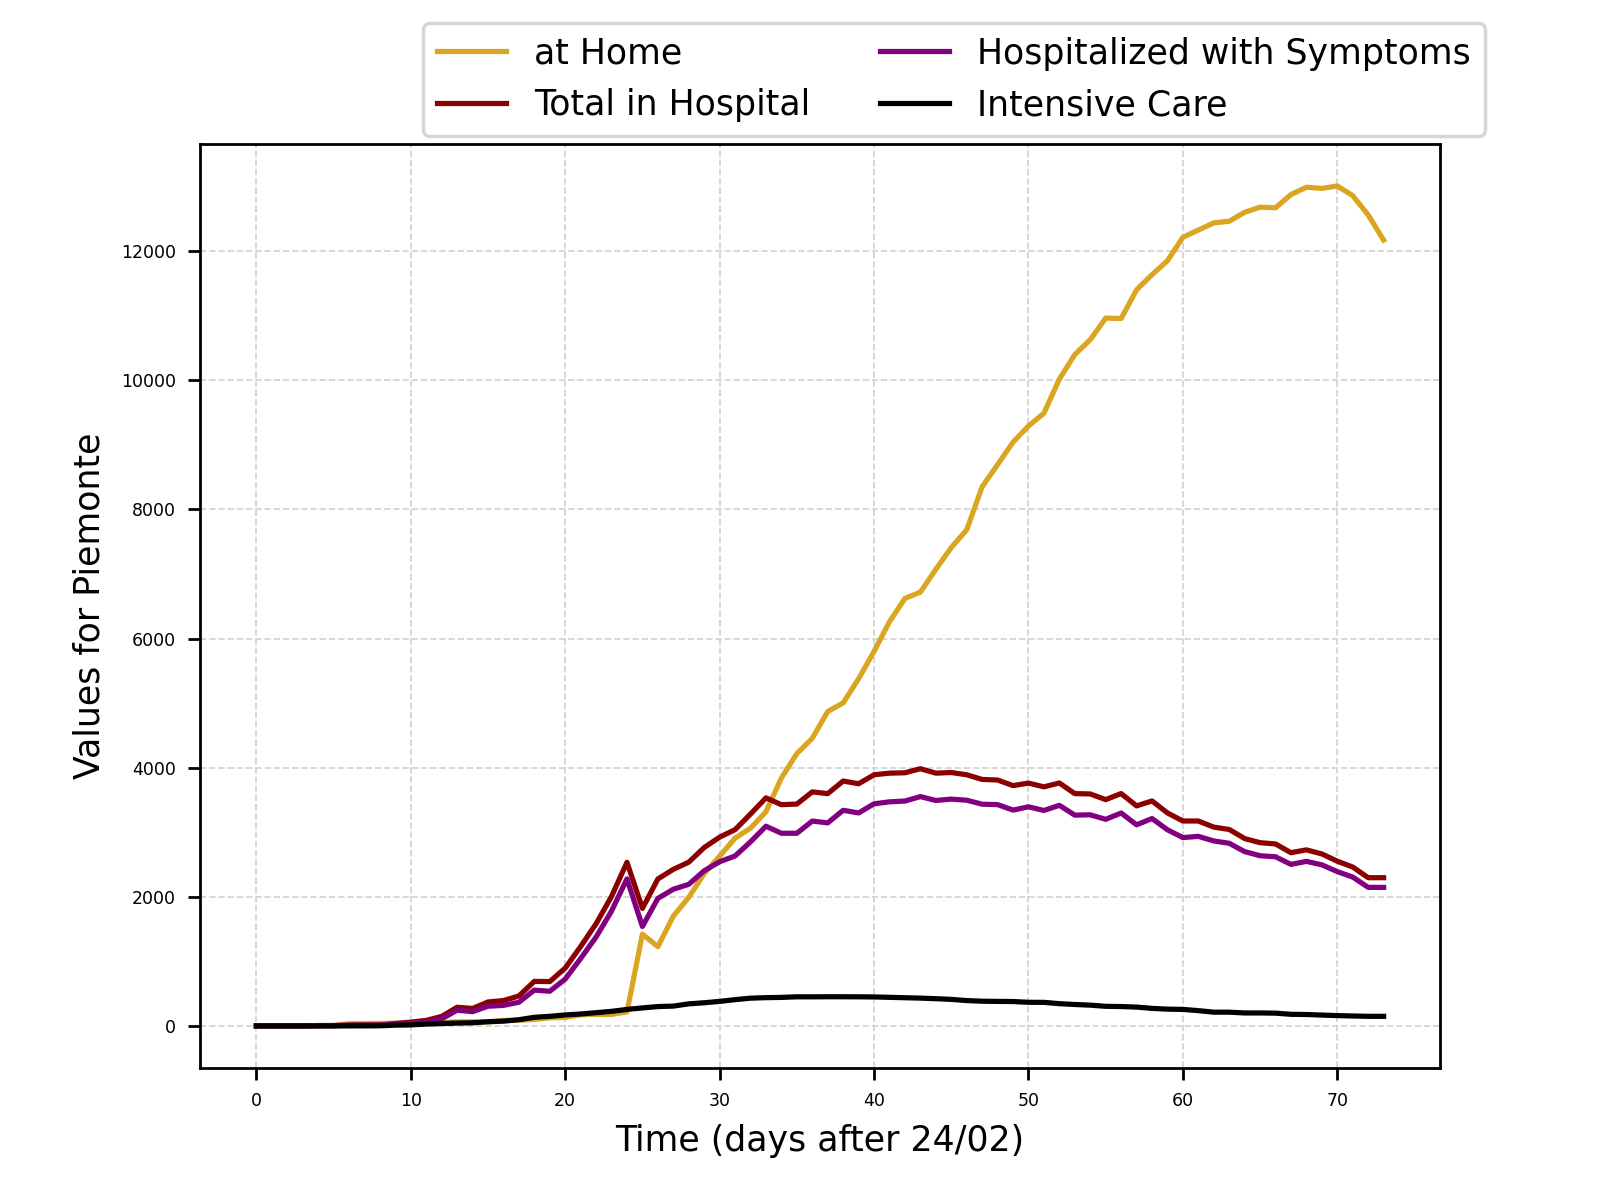 at Home
Total in Hospital
Hospitalized with Symptoms
Intensive Care
Values for Piemonte
12000
10000
8000
6000
4000
2000
0
0 10 20 30 40 50 60 70
Time (days after 24/02)